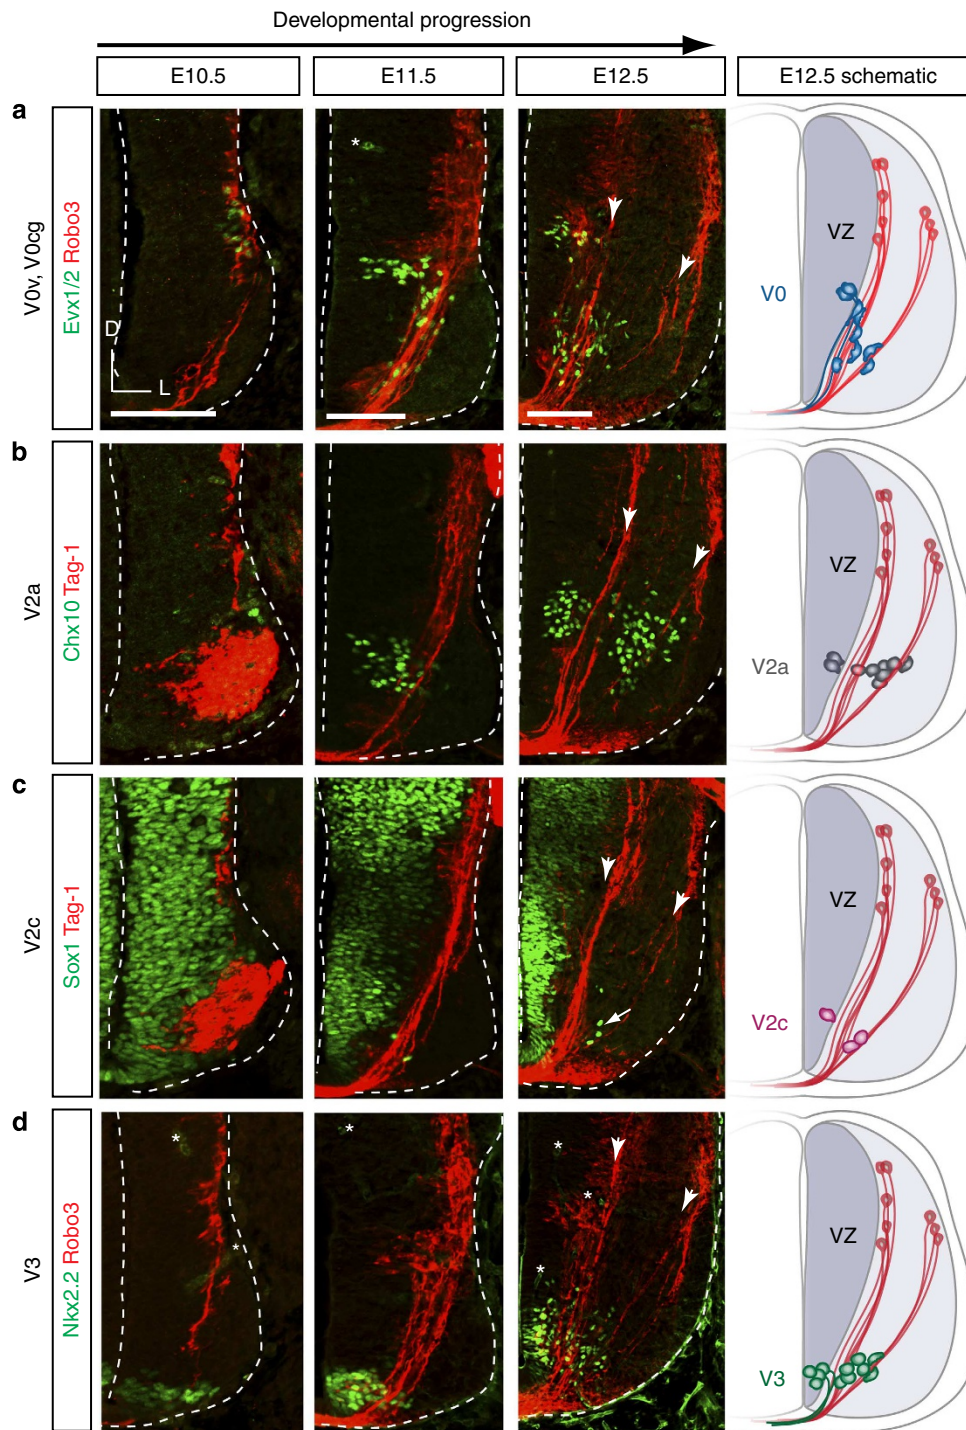 Developmental progression
E10.5
E11.5
E12.5
E12.5 schematic
a
V0v, V0cg
Evx1/2 Robo3
D
L
*
VZ
V0
b
V2a
Chx10 Tag-1
VZ
V2a
c
V2c
Sox1 Tag-1
VZ
V2c
d
V3
Nkx2.2 Robo3
*
*
*
*
*
*
VZ
V3